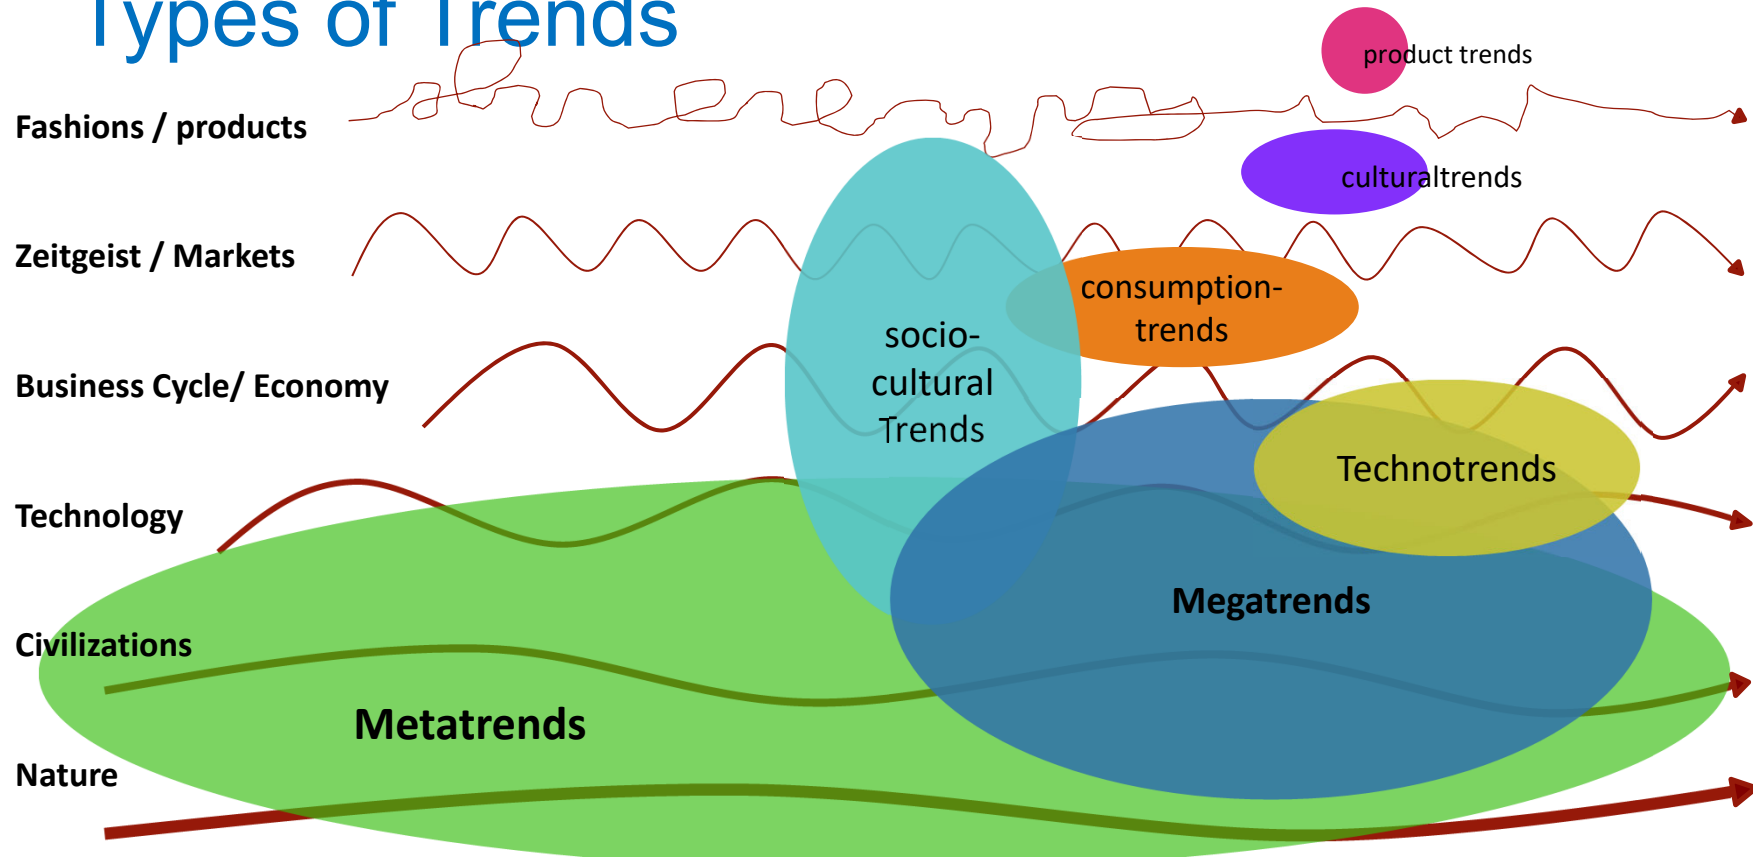 Types of Trends
product trends
Fashions / products
culturaltrends
Zeitgeist / Markets
consumption-
trends
socio-
cultural
Trends
Business Cycle/ Economy
Technotrends
Technology
Megatrends
Civilizations
Metatrends
Nature